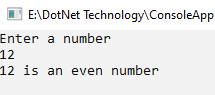 E:\DotNet Technology\ConsoleApp
Enter a number
12
12 is an even number